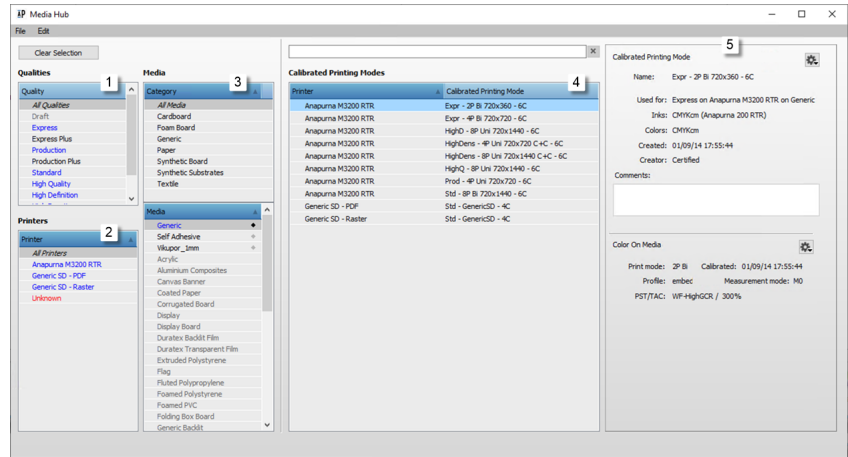 Media Hub
File Edit
Clear Selection
Qualities
1
Quality
All Qualities
Draft
Express
Express Plus
Production
Production Plus
Standard
High Quality
High Definition
Printers
2
Printer
All Printers
Anapurna M3200 RTR
Generic SD - PDF
Generic SD - Raster
Unknown
Media
3
Category
All Media
Cardboard
Foam Board
Generic
Paper
Synthetic Board
Synthetic Substrates
Textile
Media
Generic
Self Adhesive
Vikupor_1mm
Acrylic
Aluminium Composites
Canvas Banner
Coated Paper
Corrugated Board
Display
Display Board
Duratex Backlit Film
Duratex Transparent Film
Extruded Polystyrene
Flag
Fluted Polypropylene
Foamed Polystyrene
Foamed PVC
Folding Box Board
Generic Backlit
Calibrated Printing Modes
4
Printer Calibrated Printing Mode
Anapurna M3200 RTR Expr - 2P Bi 720x360 - 6C
Anapurna M3200 RTR Expr - 4P Bi 720x720 - 6C
Anapurna M3200 RTR HighD - 8P Uni 720x1440 - 6C
Anapurna M3200 RTR HighDens - 4P Uni 720x720 C+C - 6C
Anapurna M3200 RTR HighDens - 8P Uni 720x1440 C+C - 6C
Anapurna M3200 RTR HighQ - 8P Uni 720x1440 - 6C
Anapurna M3200 RTR Prod - 4P Uni 720x720 - 6C
Anapurna M3200 RTR Std - 8P Bi 720x1440 - 6C
Generic SD - PDF Std - GenericSD - 4C
Generic SD - Raster Std - GenericSD - 4C
5
Calibrated Printing Mode
Name: Expr - 2P Bi 720x360 - 6C
Used for: Express on Anapurna M3200 RTR on Generic
Inks: CMYKcm (Anapurna 200 RTR)
Colors: CMYKcm
Created: 01/09/14 17:55:44
Creator: Certified
Comments:
Color On Media
Print mode: 2P Bi Calibrated: 01/09/14 17:55:44
Profile: embec Measurement mode: M0
PST/TAC: WF-HighGCR / 300%